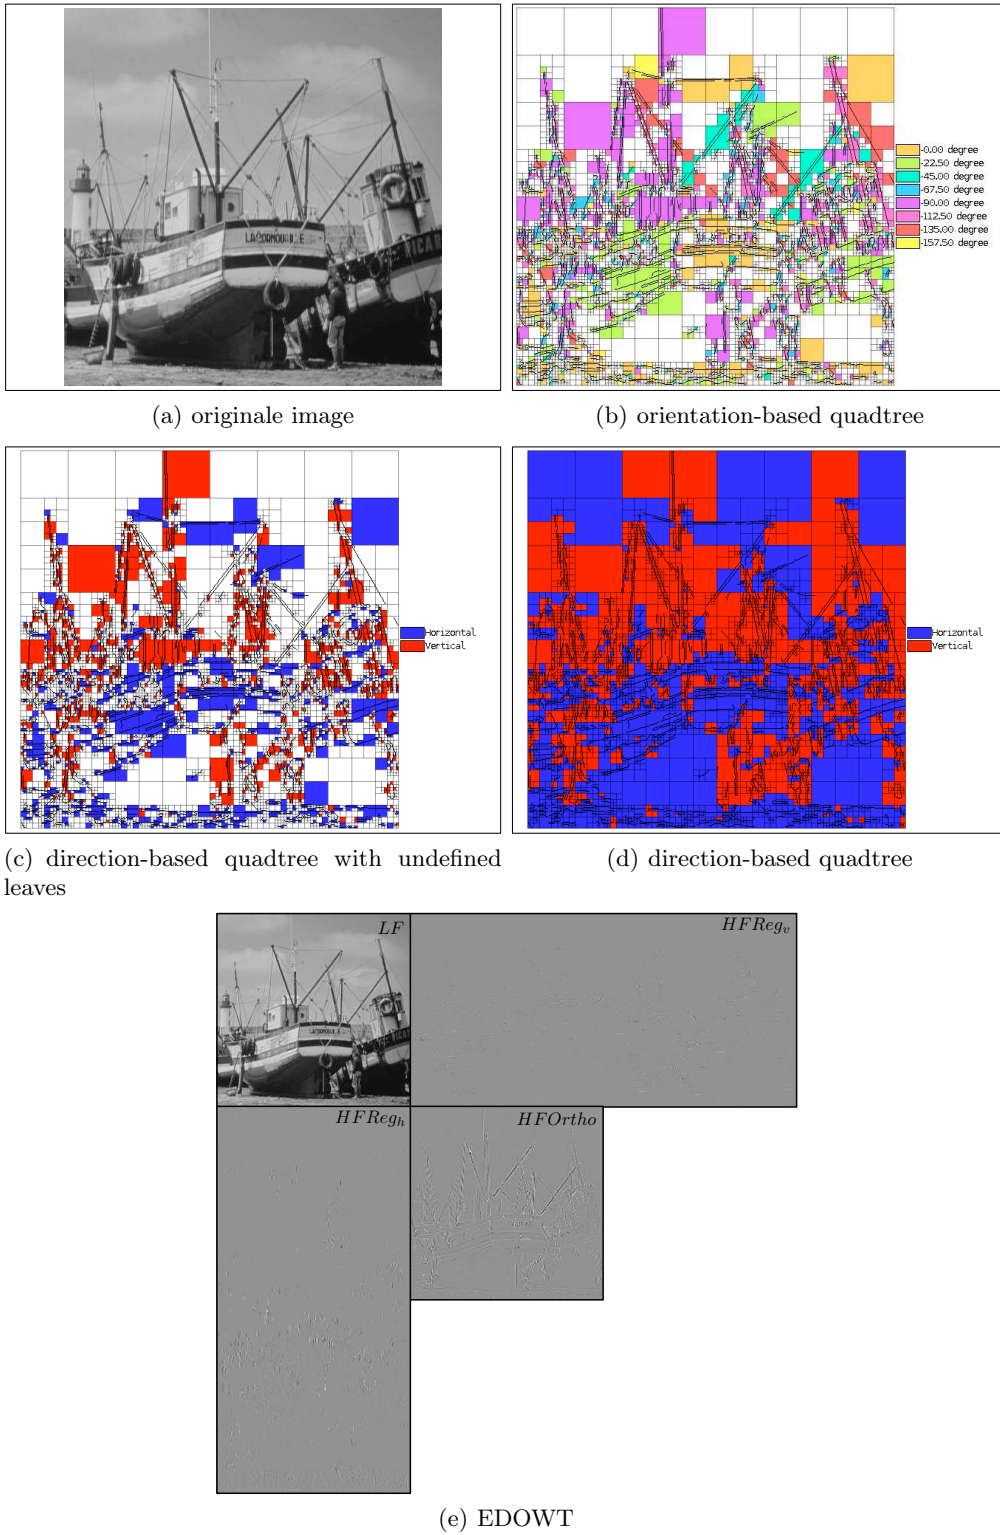 LACORNOUAILLE
(a) originale image
-0.00 degree
-22.50 degree
-45.00 degree
-67.50 degree
-90.00 degree
-112.50 degree
-135.00 degree
-157.50 degree
(b) orientation-based quadtree
Horizontal
Vertical
(c) direction-based quadtree with undefined
leaves
Horizontal
Vertical
(d) direction-based quadtree
LF
HFReg_v
HFReg_h
HFOrtho
(e) EDOWT